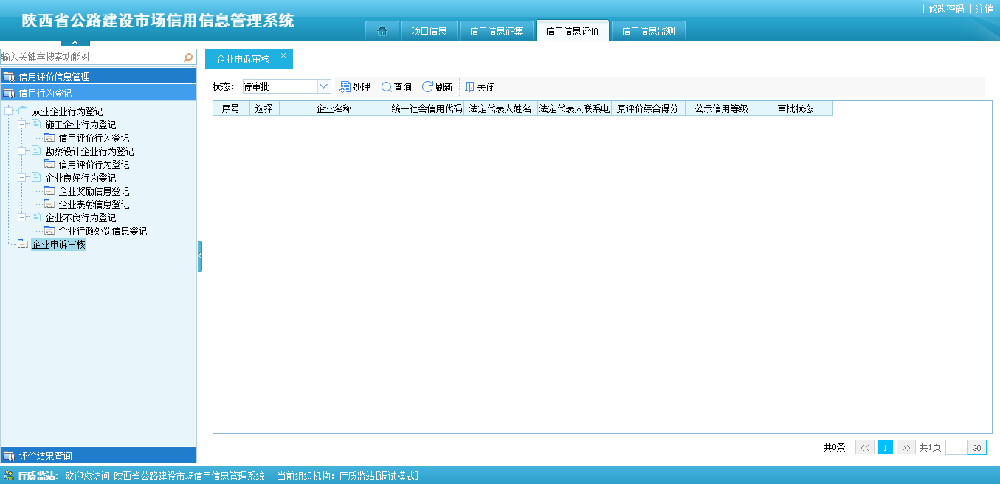 陕西省公路建设市场信用信息管理系统
| 修改密码 | 注销
项目信息 信用信息征集 信用信息评价 信用信息监测
输入关键字搜索功能树
信用评价信息管理
信用行为登记
从业企业行为登记
施工企业行为登记
信用评价行为登记
勘察设计企业行为登记
信用评价行为登记
企业良好行为登记
企业奖励信息登记
企业表彰信息登记
企业不良行为登记
企业行政处罚信息登记
企业申诉审核
评价结果查询
企业申诉审核 ×
状态： 待审批 处理 查询 刷新 关闭
序号 选择 企业名称 统一社会信用代码 法定代表人姓名 法定代表人联系电 原评价综合得分 公示信用等级 审批状态
共0条 << 1 >> 共1页 GO
厅质监站: 欢迎您访问 陕西省公路建设市场信用信息管理系统 当前组织机构：厅质监站[调试模式]